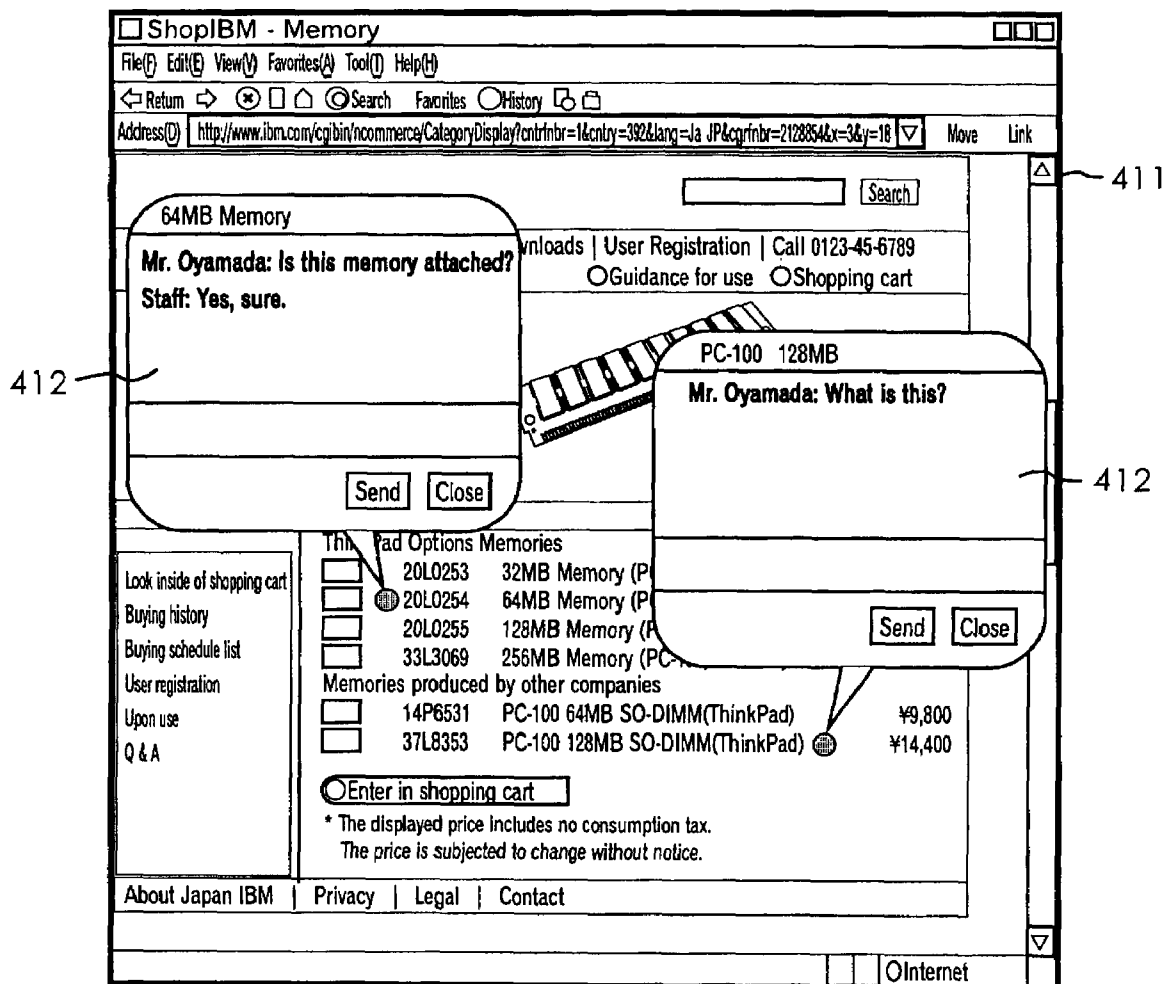 ShopIBM - Memory
File(F) Edit(E) View(V) Favorites(A) Tool(T) Help(H)
Return Search Favorites History
Address(D) http://www.ibm.com/cgibin/ncommerce/CategoryDisplay?cntrfnbr=1&cntry=392&lang=Ja JP&cgrfnbr=2128854&x=3&y=18 Move Link
411
Search
64MB Memory
wnloads | User Registration | Call 0123-45-6789
Mr. Oyamada: Is this memory attached?
Guidance for use Shopping cart
Staff: Yes, sure.
PC-100 128MB
412
Mr. Oyamada: What is this?
412
Send Close
ThinkPad Options Memories
20L0253 32MB Memory (P
Look inside of shopping cart
20L0254 64MB Memory (P
Buying history
20L0255 128MB Memory (P
Send Close
Buying schedule list
33L3069 256MB Memory (PC-
User registration
Memories produced by other companies
Upon use
14P6531 PC-100 64MB SO-DIMM(ThinkPad) ¥9,800
Q & A
37L8353 PC-100 128MB SO-DIMM(ThinkPad) ¥14,400
Enter in shopping cart
* The displayed price includes no consumption tax.
The price is subjected to change without notice.
About Japan IBM | Privacy | Legal | Contact
Internet